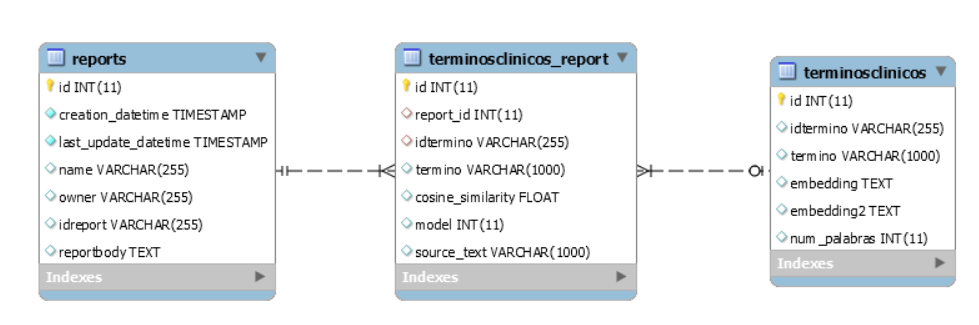 reports
id INT(11)
creation_datetime TIMESTAMP
last_update_datetime TIMESTAMP
name VARCHAR(255)
owner VARCHAR(255)
idreport VARCHAR(255)
reportbody TEXT
Indexes
terminosclinicos_report
id INT(11)
report_id INT(11)
idtermino VARCHAR(255)
termino VARCHAR(1000)
cosine_similarity FLOAT
model INT(11)
source_text VARCHAR(1000)
Indexes
terminosclinicos
id INT(11)
idtermino VARCHAR(255)
termino VARCHAR(1000)
embedding TEXT
embedding2 TEXT
num_palabras INT(11)
Indexes